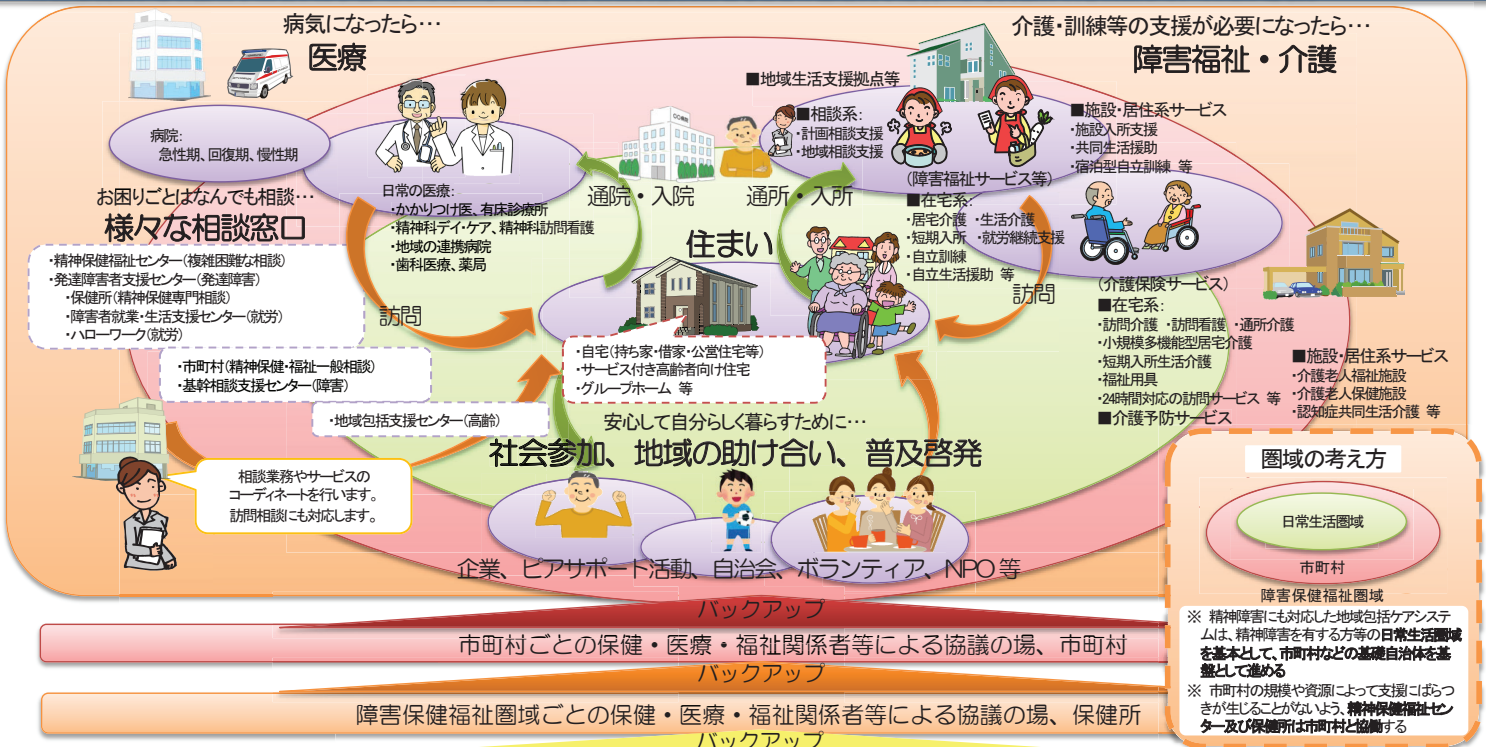 病気になったら…
医療
介護・訓練等の支援が必要になったら…
障害福祉・介護
病院:
急性期、回復期、慢性期
日常の医療:
・かかりつけ医、有床診療所
・精神科デイ・ケア、精神科訪問看護
・地域の連携病院
・歯科医療、薬局
■地域生活支援拠点等
■相談系:
・計画相談支援
・地域相談支援
■施設・居住系サービス
・施設入所支援
・共同生活援助
・宿泊型自立訓練 等
(障害福祉サービス等)
■在宅系:
・居宅介護 ・生活介護
・短期入所 ・就労継続支援
・自立訓練
・自立生活援助 等
通院・入院
通所・入所
お困りごとはなんでも相談…
様々な相談窓口
・精神保健福祉センター(複雑困難な相談)
・発達障害者支援センター(発達障害)
・保健所(精神保健専門相談)
・障害者就業・生活支援センター(就労)
・ハローワーク(就労)
訪問
住まい
訪問
(介護保険サービス)
■在宅系:
・訪問介護 ・訪問看護 ・通所介護
・小規模多機能型居宅介護
・短期入所生活介護
・福祉用具
・24時間対応の訪問サービス 等
■介護予防サービス
■施設・居住系サービス
・介護老人福祉施設
・介護老人保健施設
・認知症共同生活介護 等
・市町村(精神保健・福祉一般相談)
・基幹相談支援センター(障害)
・自宅(持ち家・借家・公営住宅等)
・サービス付き高齢者向け住宅
・グループホーム 等
・地域包括支援センター(高齢)
安心して自分らしく暮らすために…
社会参加、地域の助け合い、普及啓発
相談業務やサービスの
コーディネートを行います。
訪問相談にも対応します。
企業、ピアサポート活動、自治会、ボランティア、NPO 等
バックアップ
市町村ごとの保健・医療・福祉関係者等による協議の場、市町村
バックアップ
障害保健福祉圏域ごとの保健・医療・福祉関係者等による協議の場、保健所
バックアップ
圏域の考え方
日常生活圏域
市町村
障害保健福祉圏域
※ 精神障害にも対応した地域包括ケアシステ
ムは、精神障害を有する方等の日常生活圏域
を基本として、市町村などの基礎自治体を基
盤として進める
※ 市町村の規模や資源によって支援にばらつ
きが生じることがないよう、精神保健福祉セン
ター及び保健所は市町村と協働する